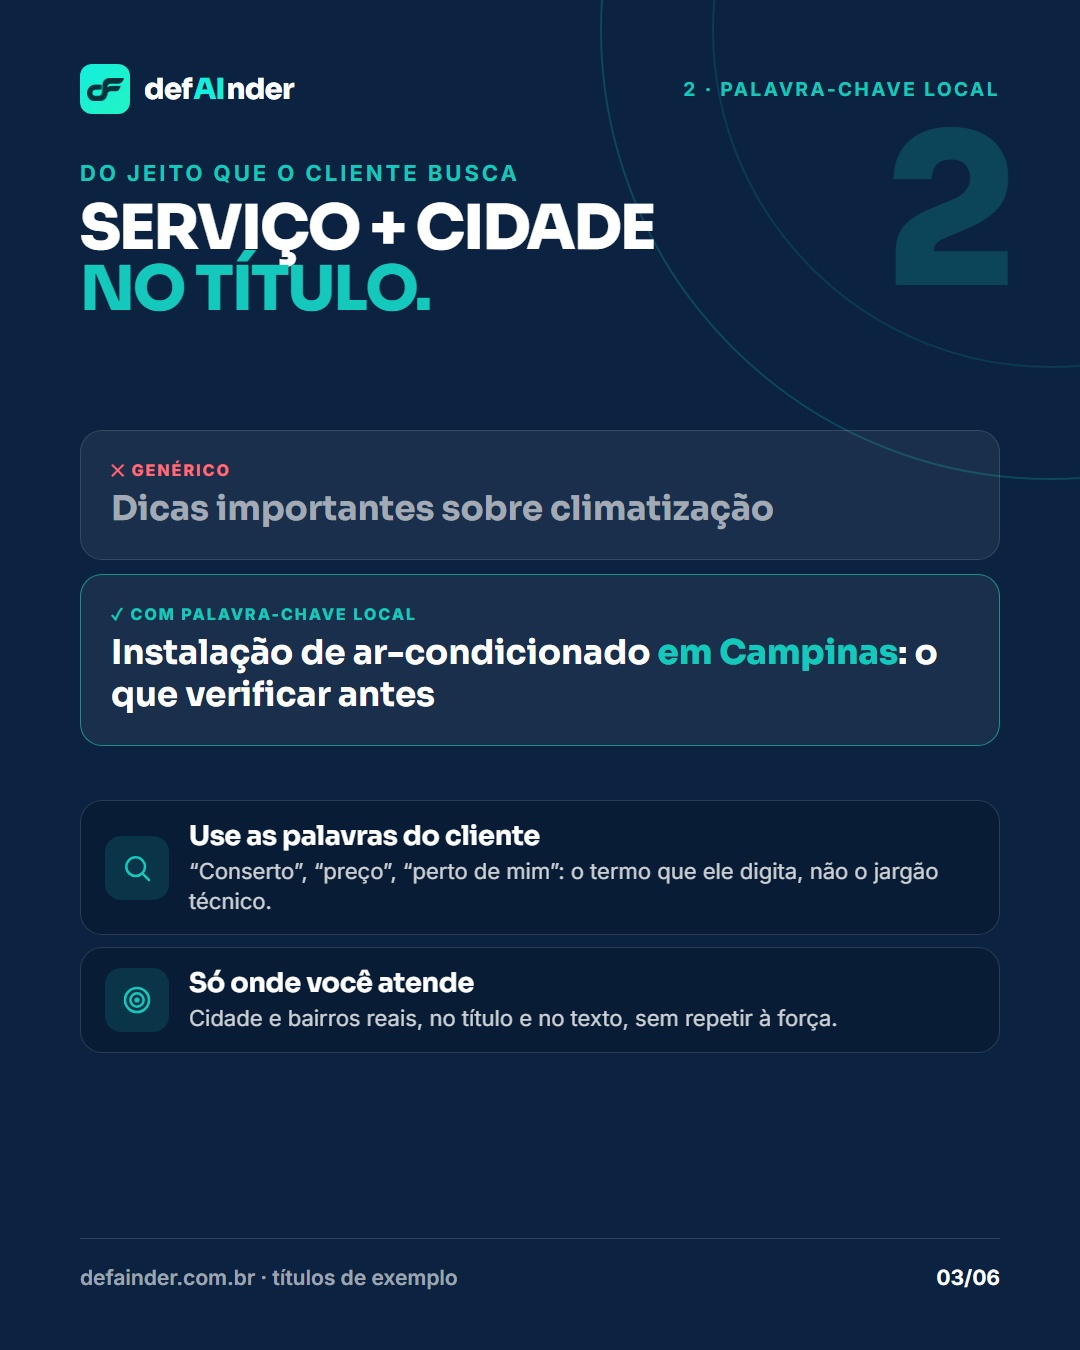 defAInder
2 · PALAVRA-CHAVE LOCAL
2
DO JEITO QUE O CLIENTE BUSCA
SERVIÇO + CIDADE
NO TÍTULO.
✕ GENÉRICO
Dicas importantes sobre climatização
✓ COM PALAVRA-CHAVE LOCAL
Instalação de ar-condicionado em Campinas: o
que verificar antes
Use as palavras do cliente
“Conserto”, “preço”, “perto de mim”: o termo que ele digita, não o jargão
técnico.
Só onde você atende
Cidade e bairros reais, no título e no texto, sem repetir à força.
defainder.com.br · títulos de exemplo
03/06